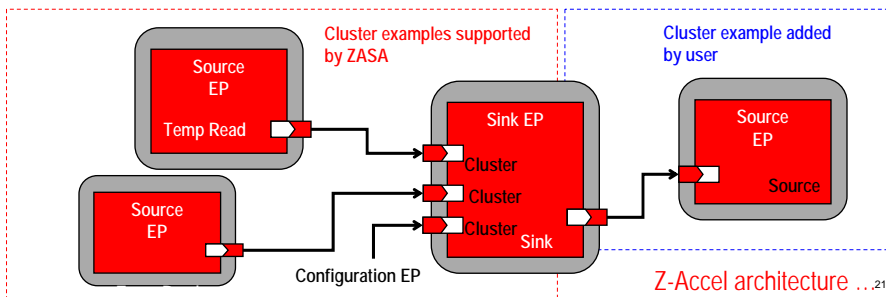 Cluster examples supported
by ZASA
Cluster example added
by user
Source
EP
Temp Read
Sink EP
Cluster
Cluster
Cluster
Sink
Source
EP
Source
Source
EP
Configuration EP
Z-Accel architecture ...
21